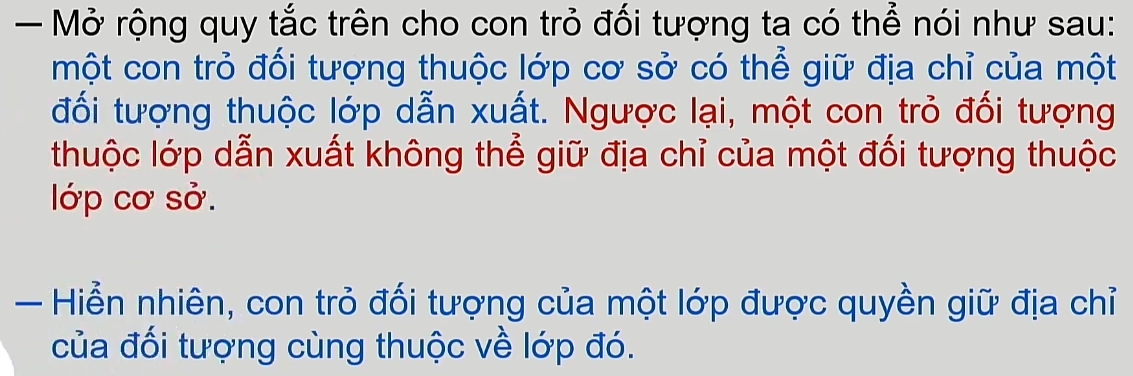 — Mở rộng quy tắc trên cho con trỏ đối tượng ta có thể nói như sau:
một con trỏ đối tượng thuộc lớp cơ sở có thể giữ địa chỉ của một
đối tượng thuộc lớp dẫn xuất. Ngược lại, một con trỏ đối tượng
thuộc lớp dẫn xuất không thể giữ địa chỉ của một đối tượng thuộc
lớp cơ sở.
— Hiển nhiên, con trỏ đối tượng của một lớp được quyền giữ địa chỉ
của đối tượng cùng thuộc về lớp đó.